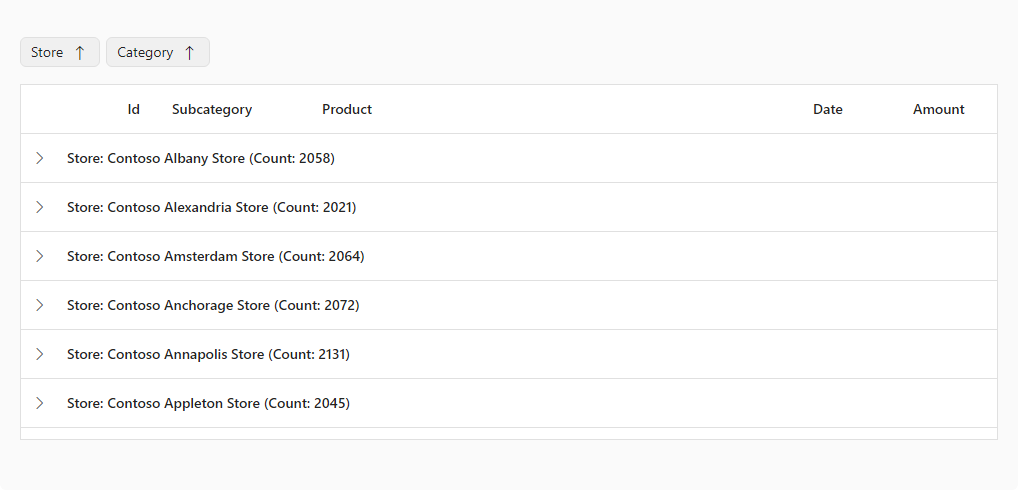 Store Category
Id Subcategory Product Date Amount
Store: Contoso Albany Store (Count: 2058)
Store: Contoso Alexandria Store (Count: 2021)
Store: Contoso Amsterdam Store (Count: 2064)
Store: Contoso Anchorage Store (Count: 2072)
Store: Contoso Annapolis Store (Count: 2131)
Store: Contoso Appleton Store (Count: 2045)